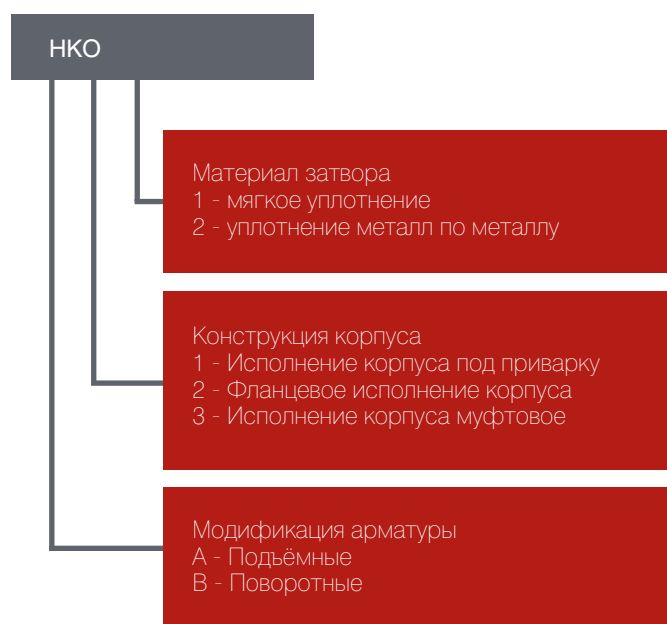 НКО
Материал затвора
1 - мягкое уплотнение
2 - уплотнение металл по металлу
Конструкция корпуса
1 - Исполнение корпуса под приварку
2 - Фланцевое исполнение корпуса
3 - Исполнение корпуса муфтовое
Модификация арматуры
А - Подъёмные
В - Поворотные